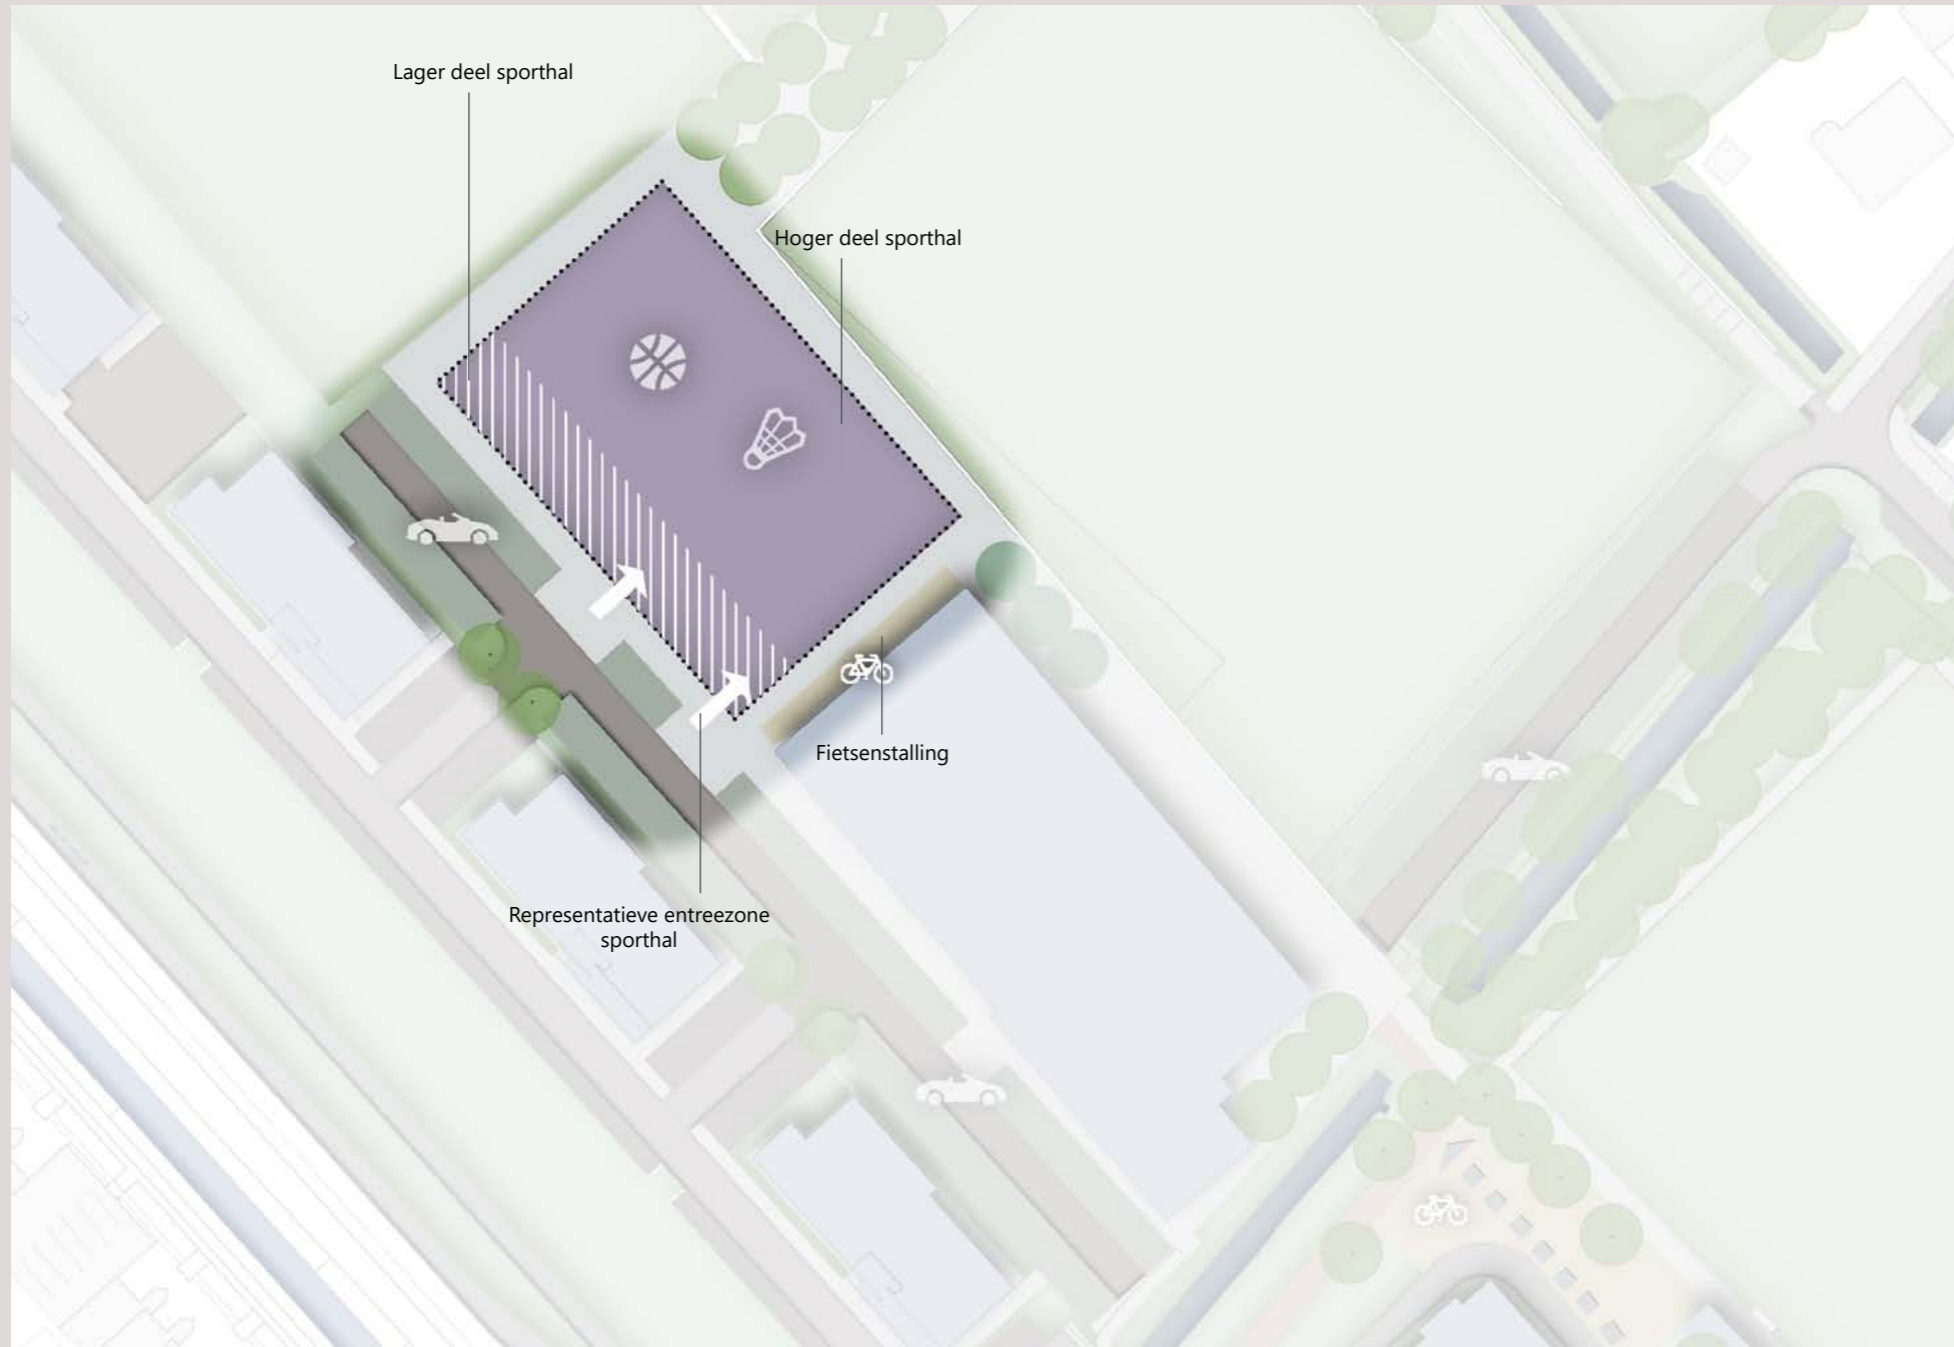 Lager deel sporthal
Hoger deel sporthal
Fietsenstalling
Representatieve entreezone
sporthal